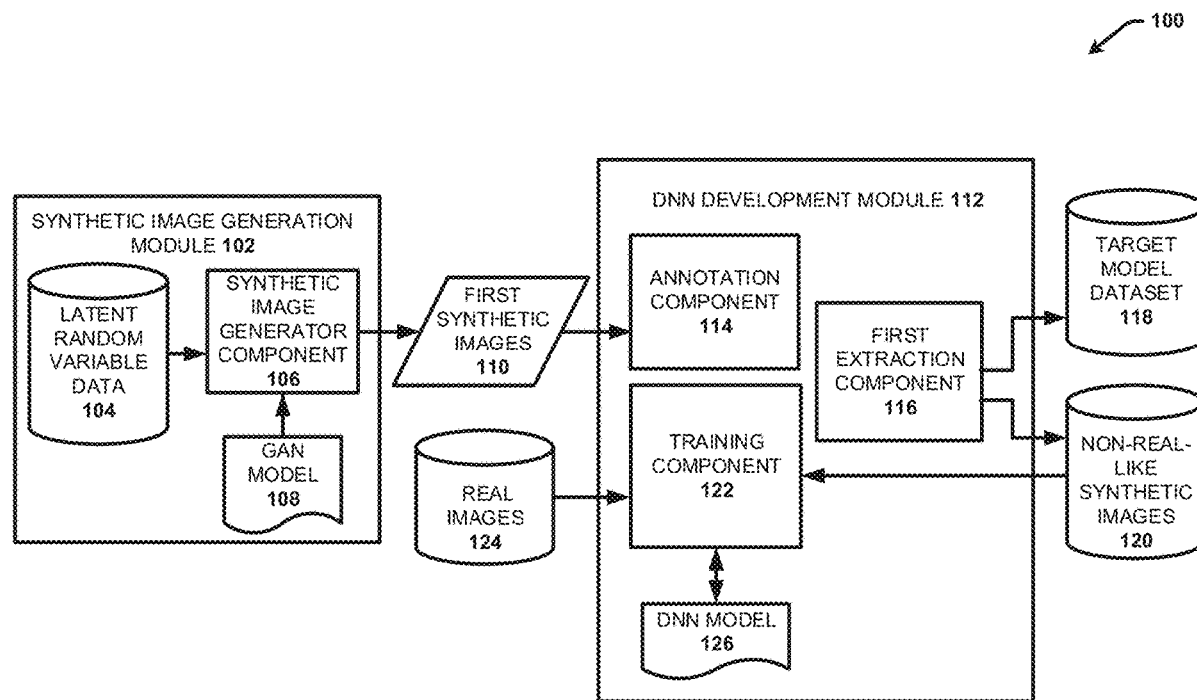 100
SYNTHETIC IMAGE GENERATION
MODULE 102
LATENT
RANDOM
VARIABLE
DATA
104
SYNTHETIC
IMAGE
GENERATOR
COMPONENT
106
GAN
MODEL
108
FIRST
SYNTHETIC
IMAGES
110
REAL
IMAGES
124
DNN DEVELOPMENT MODULE 112
ANNOTATION
COMPONENT
114
FIRST
EXTRACTION
COMPONENT
116
TRAINING
COMPONENT
122
DNN MODEL
126
TARGET
MODEL
DATASET
118
NON-REAL-
LIKE
SYNTHETIC
IMAGES
120